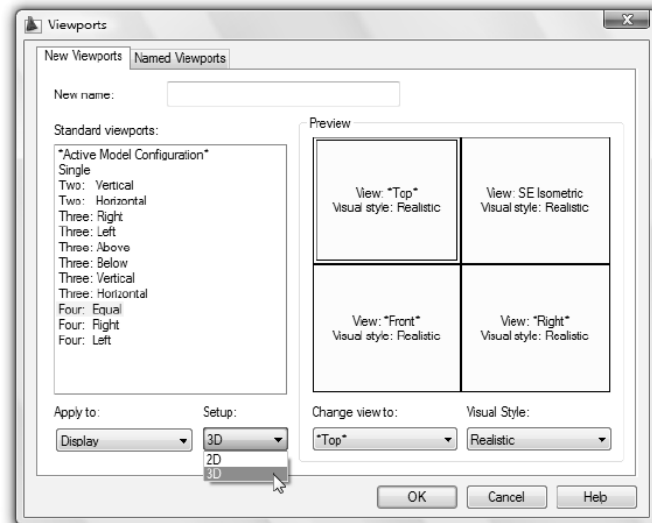 Viewports
New Viewports
Named Viewports
New name:
Standard viewports:
*Active Model Configuration*
Single
Two: Vertical
Two: Horizontal
Three: Right
Three: Left
Three: Above
Three: Below
Three: Vertical
Three: Horizontal
Four: Equal
Four: Right
Four: Left
Preview
View: *Top*
Visual style: Realistic
View: SE Isometric
Visual style: Realistic
View: *Front*
Visual style: Realistic
View: *Right*
Visual style: Realistic
Apply to:
Display
Setup:
3D
2D
3D
Change view to:
*Top*
Visual Style:
Realistic
OK
Cancel
Help